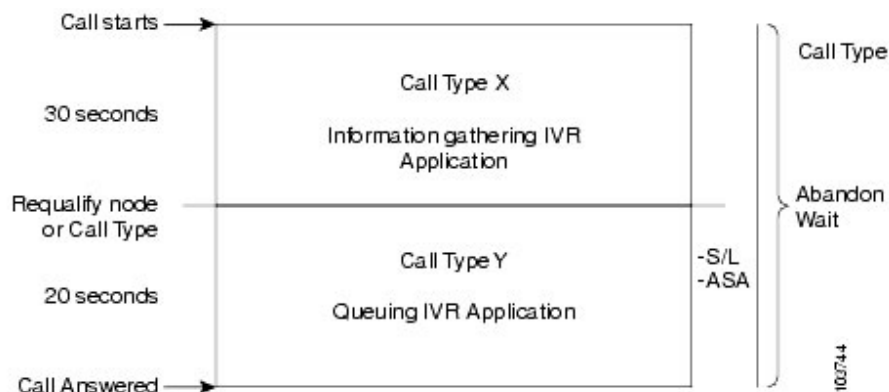 Call starts
Call Type
Call Type X
30 seconds
Information gathering IVR
Application
Requalify node
or Call Type
Abandon
Wait
Call Type Y
-S/L
-ASA
20 seconds
Queuing IVR Application
Call Answered
103744